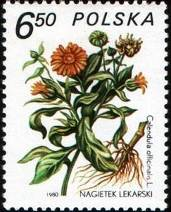 6.50 POLSKA
Calendula officinalis, L.
1980 NAGIETEK LEKARSKI